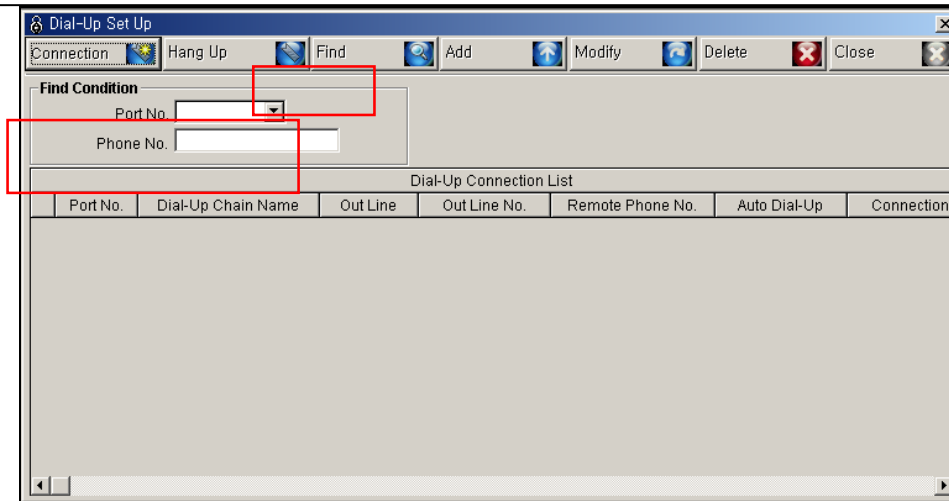 Dial-Up Set Up
Connection Hang Up Find Add Modify Delete Close
Find Condition
Port No.
Phone No.
Dial-Up Connection List
Port No. Dial-Up Chain Name Out Line Out Line No. Remote Phone No. Auto Dial-Up Connection